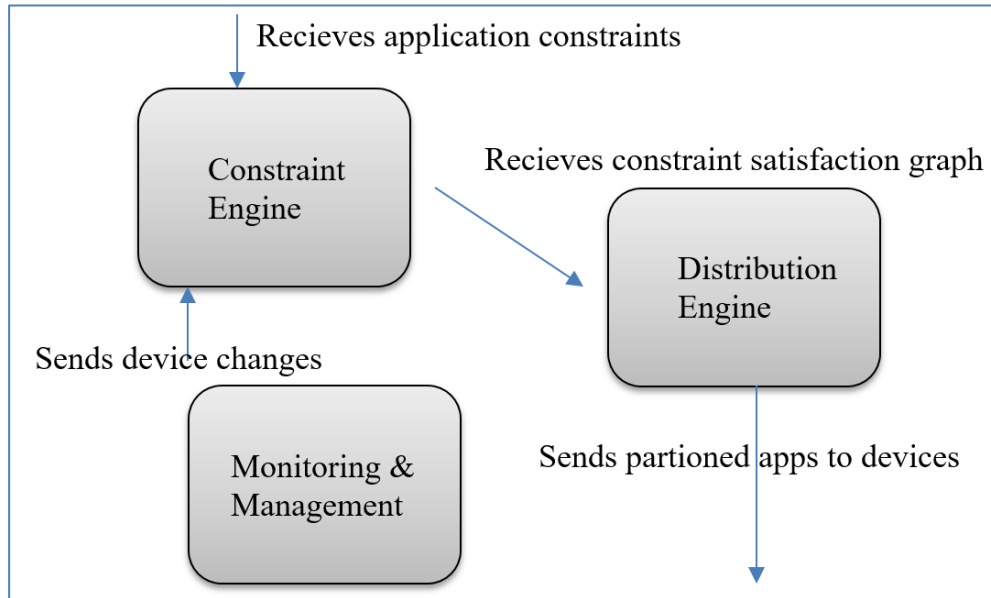 Recieves application constraints
Constraint
Engine
Recieves constraint satisfaction graph
Distribution
Engine
Sends device changes
Monitoring &
Management
Sends partioned apps to devices